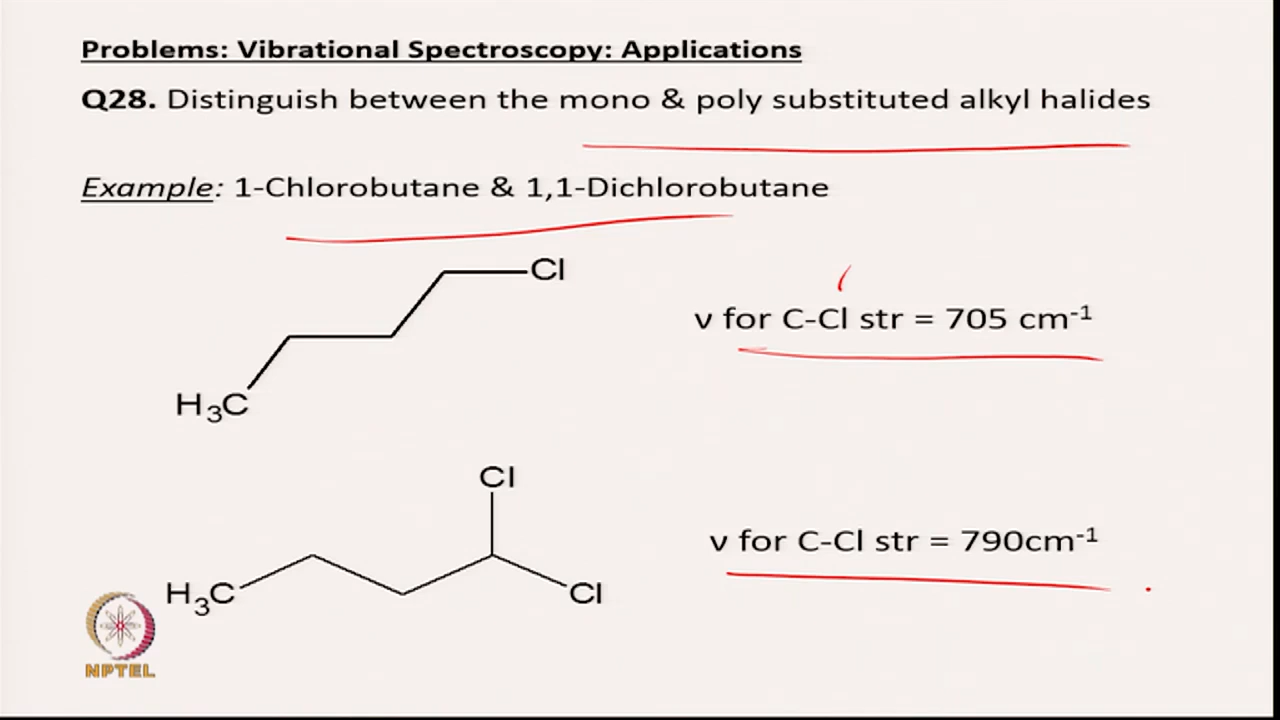 Problems: Vibrational Spectroscopy: Applications
Q28. Distinguish between the mono & poly substituted alkyl halides
Example: 1-Chlorobutane & 1,1-Dichlorobutane
Cl
ν for C-Cl str = 705 cm⁻¹
H₃C
Cl
ν for C-Cl str = 790cm⁻¹
H₃C
Cl
NPTEL